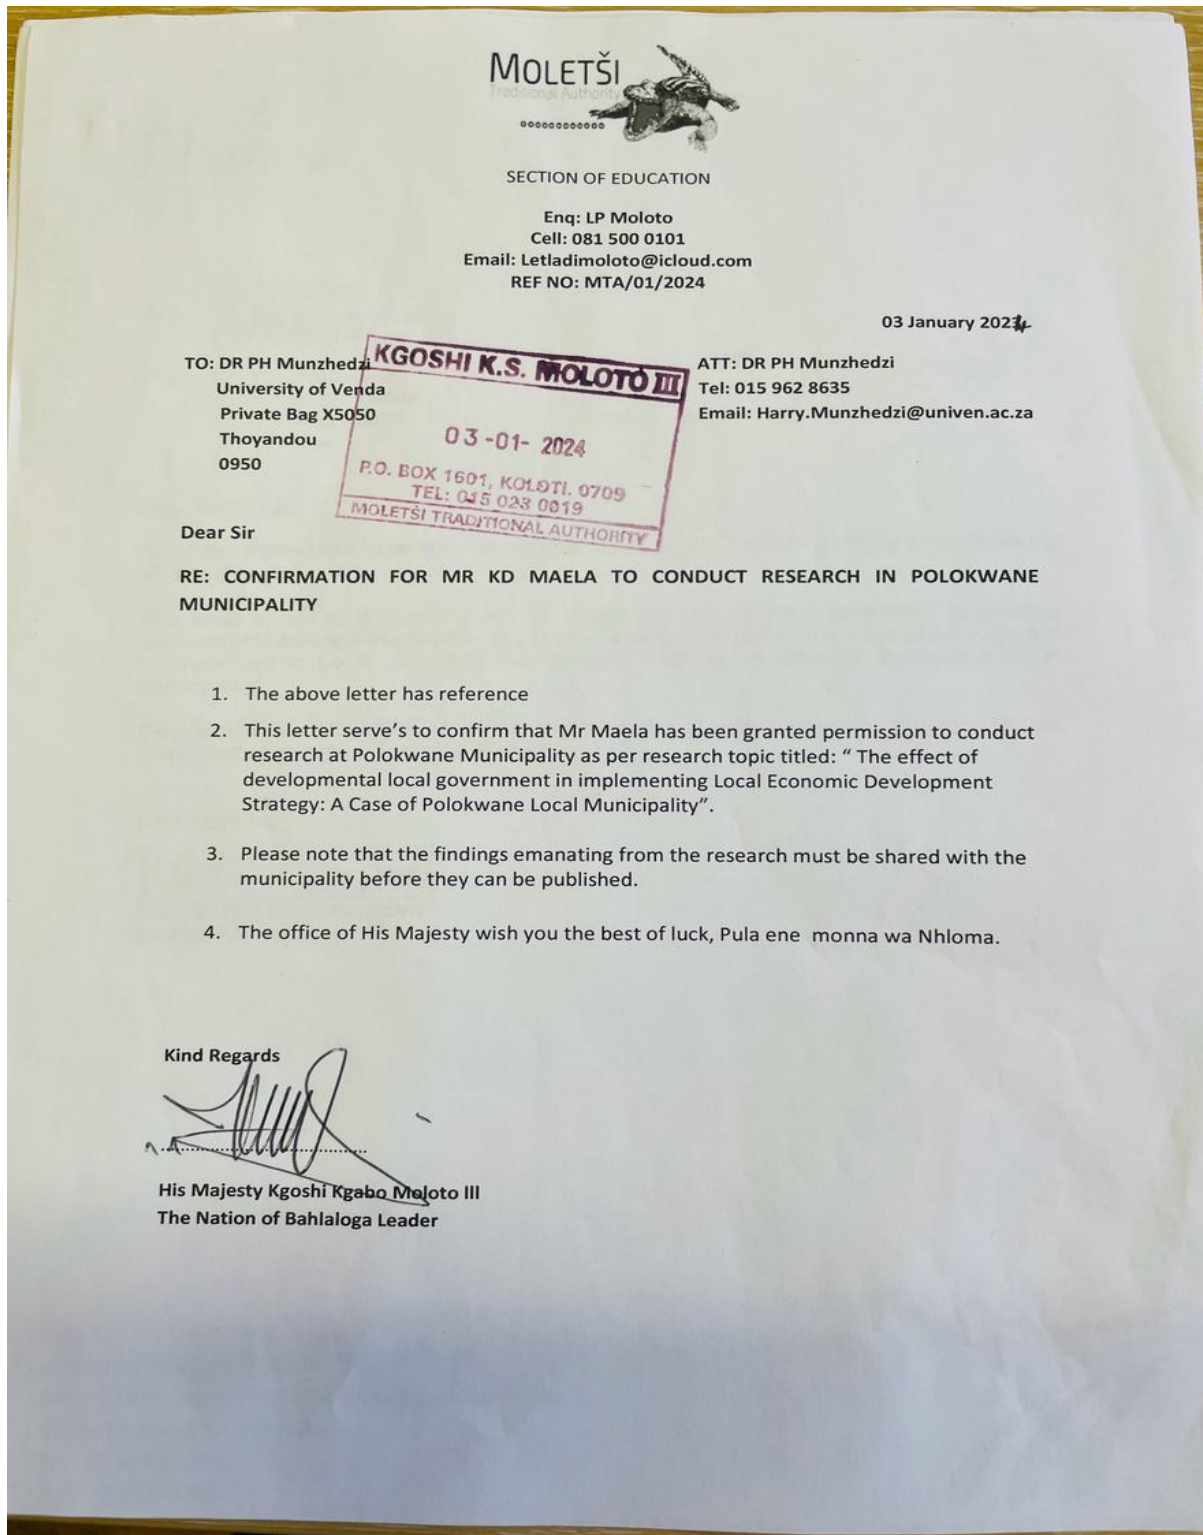 MOLETŠI
Traditional Authority
SECTION OF EDUCATION
Enq: LP Moloto
Cell: 081 500 0101
Email: Letladimoloto@icloud.com
REF NO: MTA/01/2024
03 January 2024
TO: DR PH Munzhedzi
University of Venda
Private Bag X5050
Thoyandou
0950
KGOSHI K.S. MOLOTO III
03-01-2024
P.O. BOX 1601, KOLOTI. 0709
TEL: 015 023 0019
MOLETŠI TRADITIONAL AUTHORITY
ATT: DR PH Munzhedzi
Tel: 015 962 8635
Email: Harry.Munzhedzi@univen.ac.za
Dear Sir
RE: CONFIRMATION FOR MR KD MAELA TO CONDUCT RESEARCH IN POLOKWANE
MUNICIPALITY
1. The above letter has reference
2. This letter serve's to confirm that Mr Maela has been granted permission to conduct
research at Polokwane Municipality as per research topic titled: " The effect of
developmental local government in implementing Local Economic Development
Strategy: A Case of Polokwane Local Municipality".
3. Please note that the findings emanating from the research must be shared with the
municipality before they can be published.
4. The office of His Majesty wish you the best of luck, Pula ene monna wa Nhloma.
Kind Regards
His Majesty Kgoshi Kgabo Moloto III
The Nation of Bahlaloga Leader